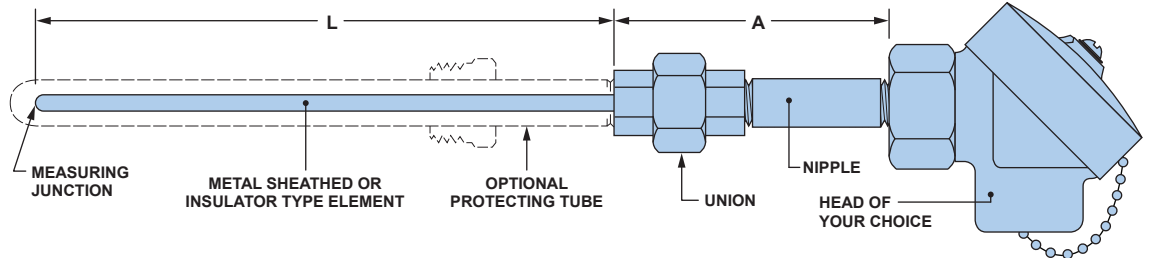 L
A
MEASURING
JUNCTION
METAL SHEATHED OR
INSULATOR TYPE ELEMENT
OPTIONAL
PROTECTING TUBE
UNION
NIPPLE
HEAD OF
YOUR CHOICE